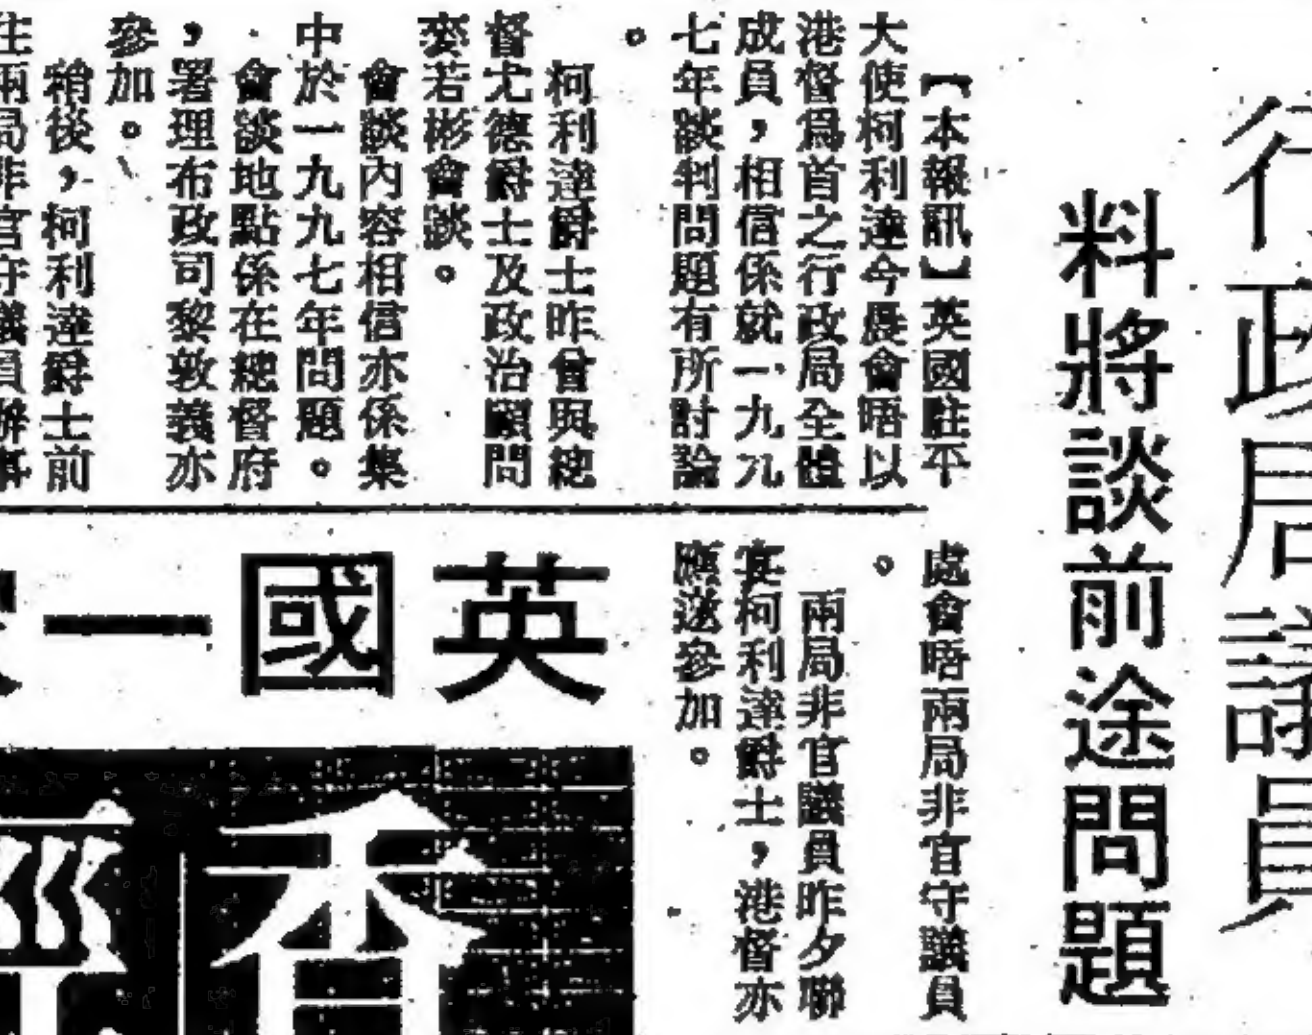 行政局議員
料將談前途問題
【本報訊】英國駐平
大使柯利達今晨會晤以
港督爲首之行政局全體
成員，相信係就一九九
七年談判問題有所討論
。
柯利達爵士昨曾與總
督尤德爵士及政治顧問
麥若彬會談。
會談內容相信亦係集
中於一九九七年問題。
會談地點係在總督府
，署理布政司黎敦義亦
參加。
稍後，柯利達爵士前
往兩局非官守議員辦事
處會晤兩局非官守議員
。
兩局非官議員昨夕聯
宴柯利達爵士，港督亦
應邀參加。
英國一
香